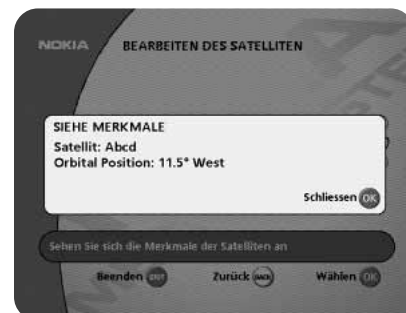 NOKIA BEARBEITEN DES SATELLITEN
SIEHE MERKMALE
Satellit: Abcd
Orbital Position: 11.5° West
Schliessen OK
Sehen Sie sich die Merkmale der Satelliten an
Beenden EXIT Zurück BACK Wählen OK